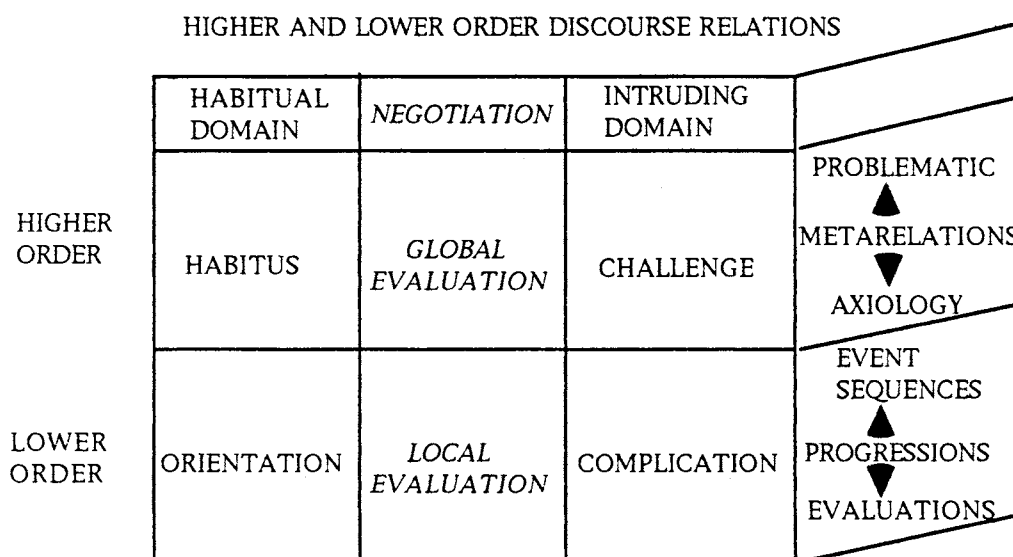 HIGHER AND LOWER ORDER DISCOURSE RELATIONS
HABITUAL
DOMAIN
NEGOTIATION
INTRUDING
DOMAIN
HIGHER
ORDER
HABITUS
GLOBAL
EVALUATION
CHALLENGE
PROBLEMATIC
METARELATIONS
AXIOLOGY
LOWER
ORDER
ORIENTATION
LOCAL
EVALUATION
COMPLICATION
EVENT
SEQUENCES
PROGRESSIONS
EVALUATIONS